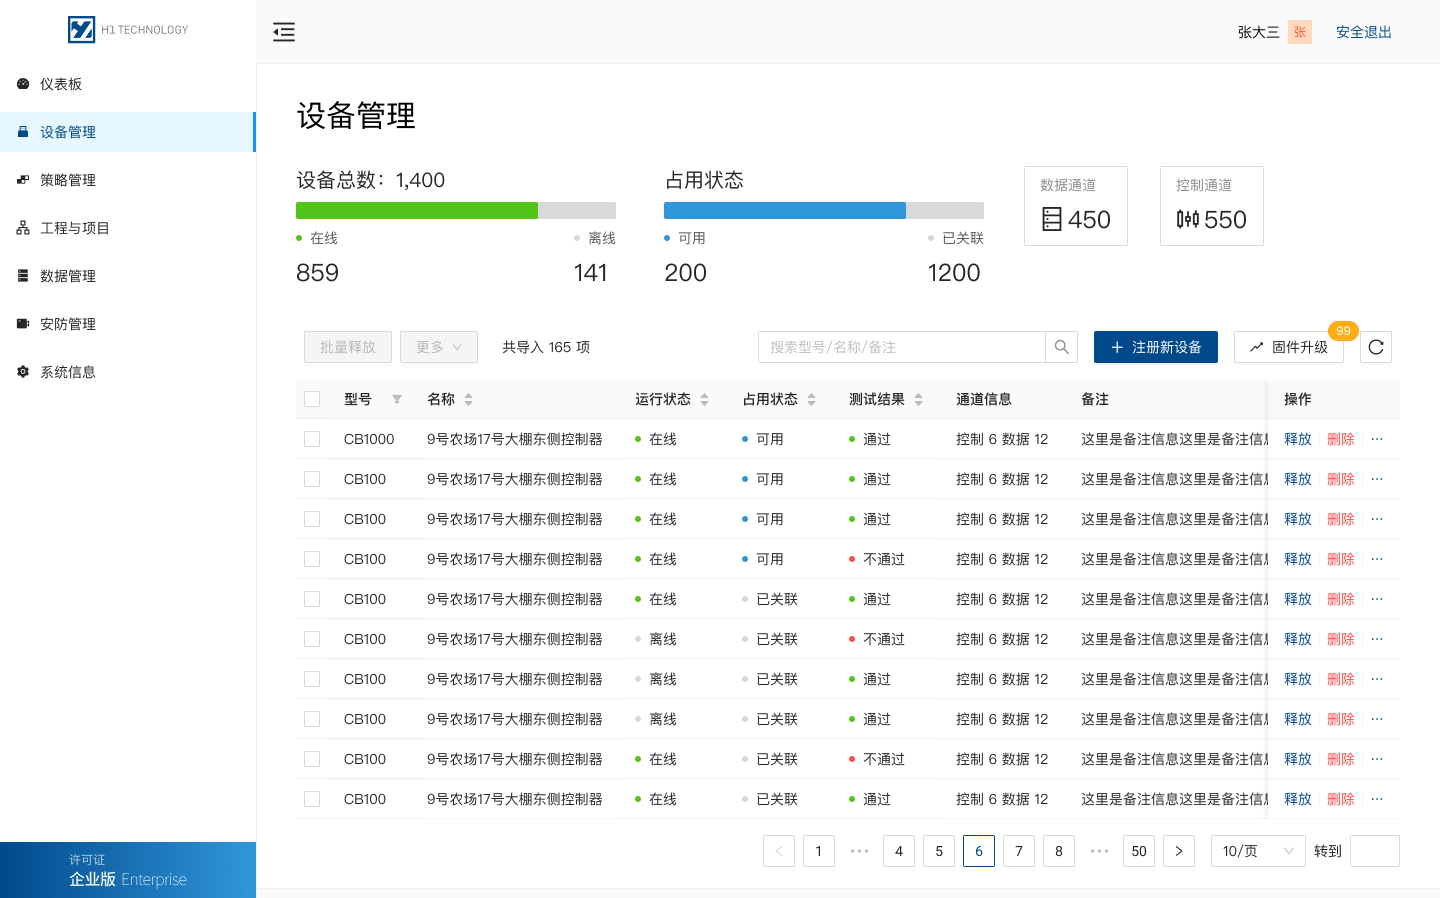 H1 TECHNOLOGY
张大三 张 安全退出
仪表板
设备管理
策略管理
工程与项目
数据管理
安防管理
系统信息
许可证
企业版 Enterprise
设备管理
设备总数：1,400
在线 离线
859 141
占用状态
可用 已关联
200 1200
数据通道
450
控制通道
550
批量释放 更多 共导入 165 项 搜索型号/名称/备注 注册新设备 固件升级 99
型号 名称 运行状态 占用状态 测试结果 通道信息 备注 操作
CB1000 9号农场17号大棚东侧控制器 在线 可用 通过 控制 6 数据 12 这里是备注信息这里是备注信息 释放 删除 ···
CB100 9号农场17号大棚东侧控制器 在线 可用 通过 控制 6 数据 12 这里是备注信息这里是备注信息 释放 删除 ···
CB100 9号农场17号大棚东侧控制器 在线 可用 通过 控制 6 数据 12 这里是备注信息这里是备注信息 释放 删除 ···
CB100 9号农场17号大棚东侧控制器 在线 可用 不通过 控制 6 数据 12 这里是备注信息这里是备注信息 释放 删除 ···
CB100 9号农场17号大棚东侧控制器 在线 已关联 通过 控制 6 数据 12 这里是备注信息这里是备注信息 释放 删除 ···
CB100 9号农场17号大棚东侧控制器 离线 已关联 不通过 控制 6 数据 12 这里是备注信息这里是备注信息 释放 删除 ···
CB100 9号农场17号大棚东侧控制器 离线 已关联 通过 控制 6 数据 12 这里是备注信息这里是备注信息 释放 删除 ···
CB100 9号农场17号大棚东侧控制器 离线 已关联 通过 控制 6 数据 12 这里是备注信息这里是备注信息 释放 删除 ···
CB100 9号农场17号大棚东侧控制器 在线 已关联 不通过 控制 6 数据 12 这里是备注信息这里是备注信息 释放 删除 ···
CB100 9号农场17号大棚东侧控制器 在线 已关联 通过 控制 6 数据 12 这里是备注信息这里是备注信息 释放 删除 ···
< 1 ••• 4 5 6 7 8 ••• 50 > 10/页 转到